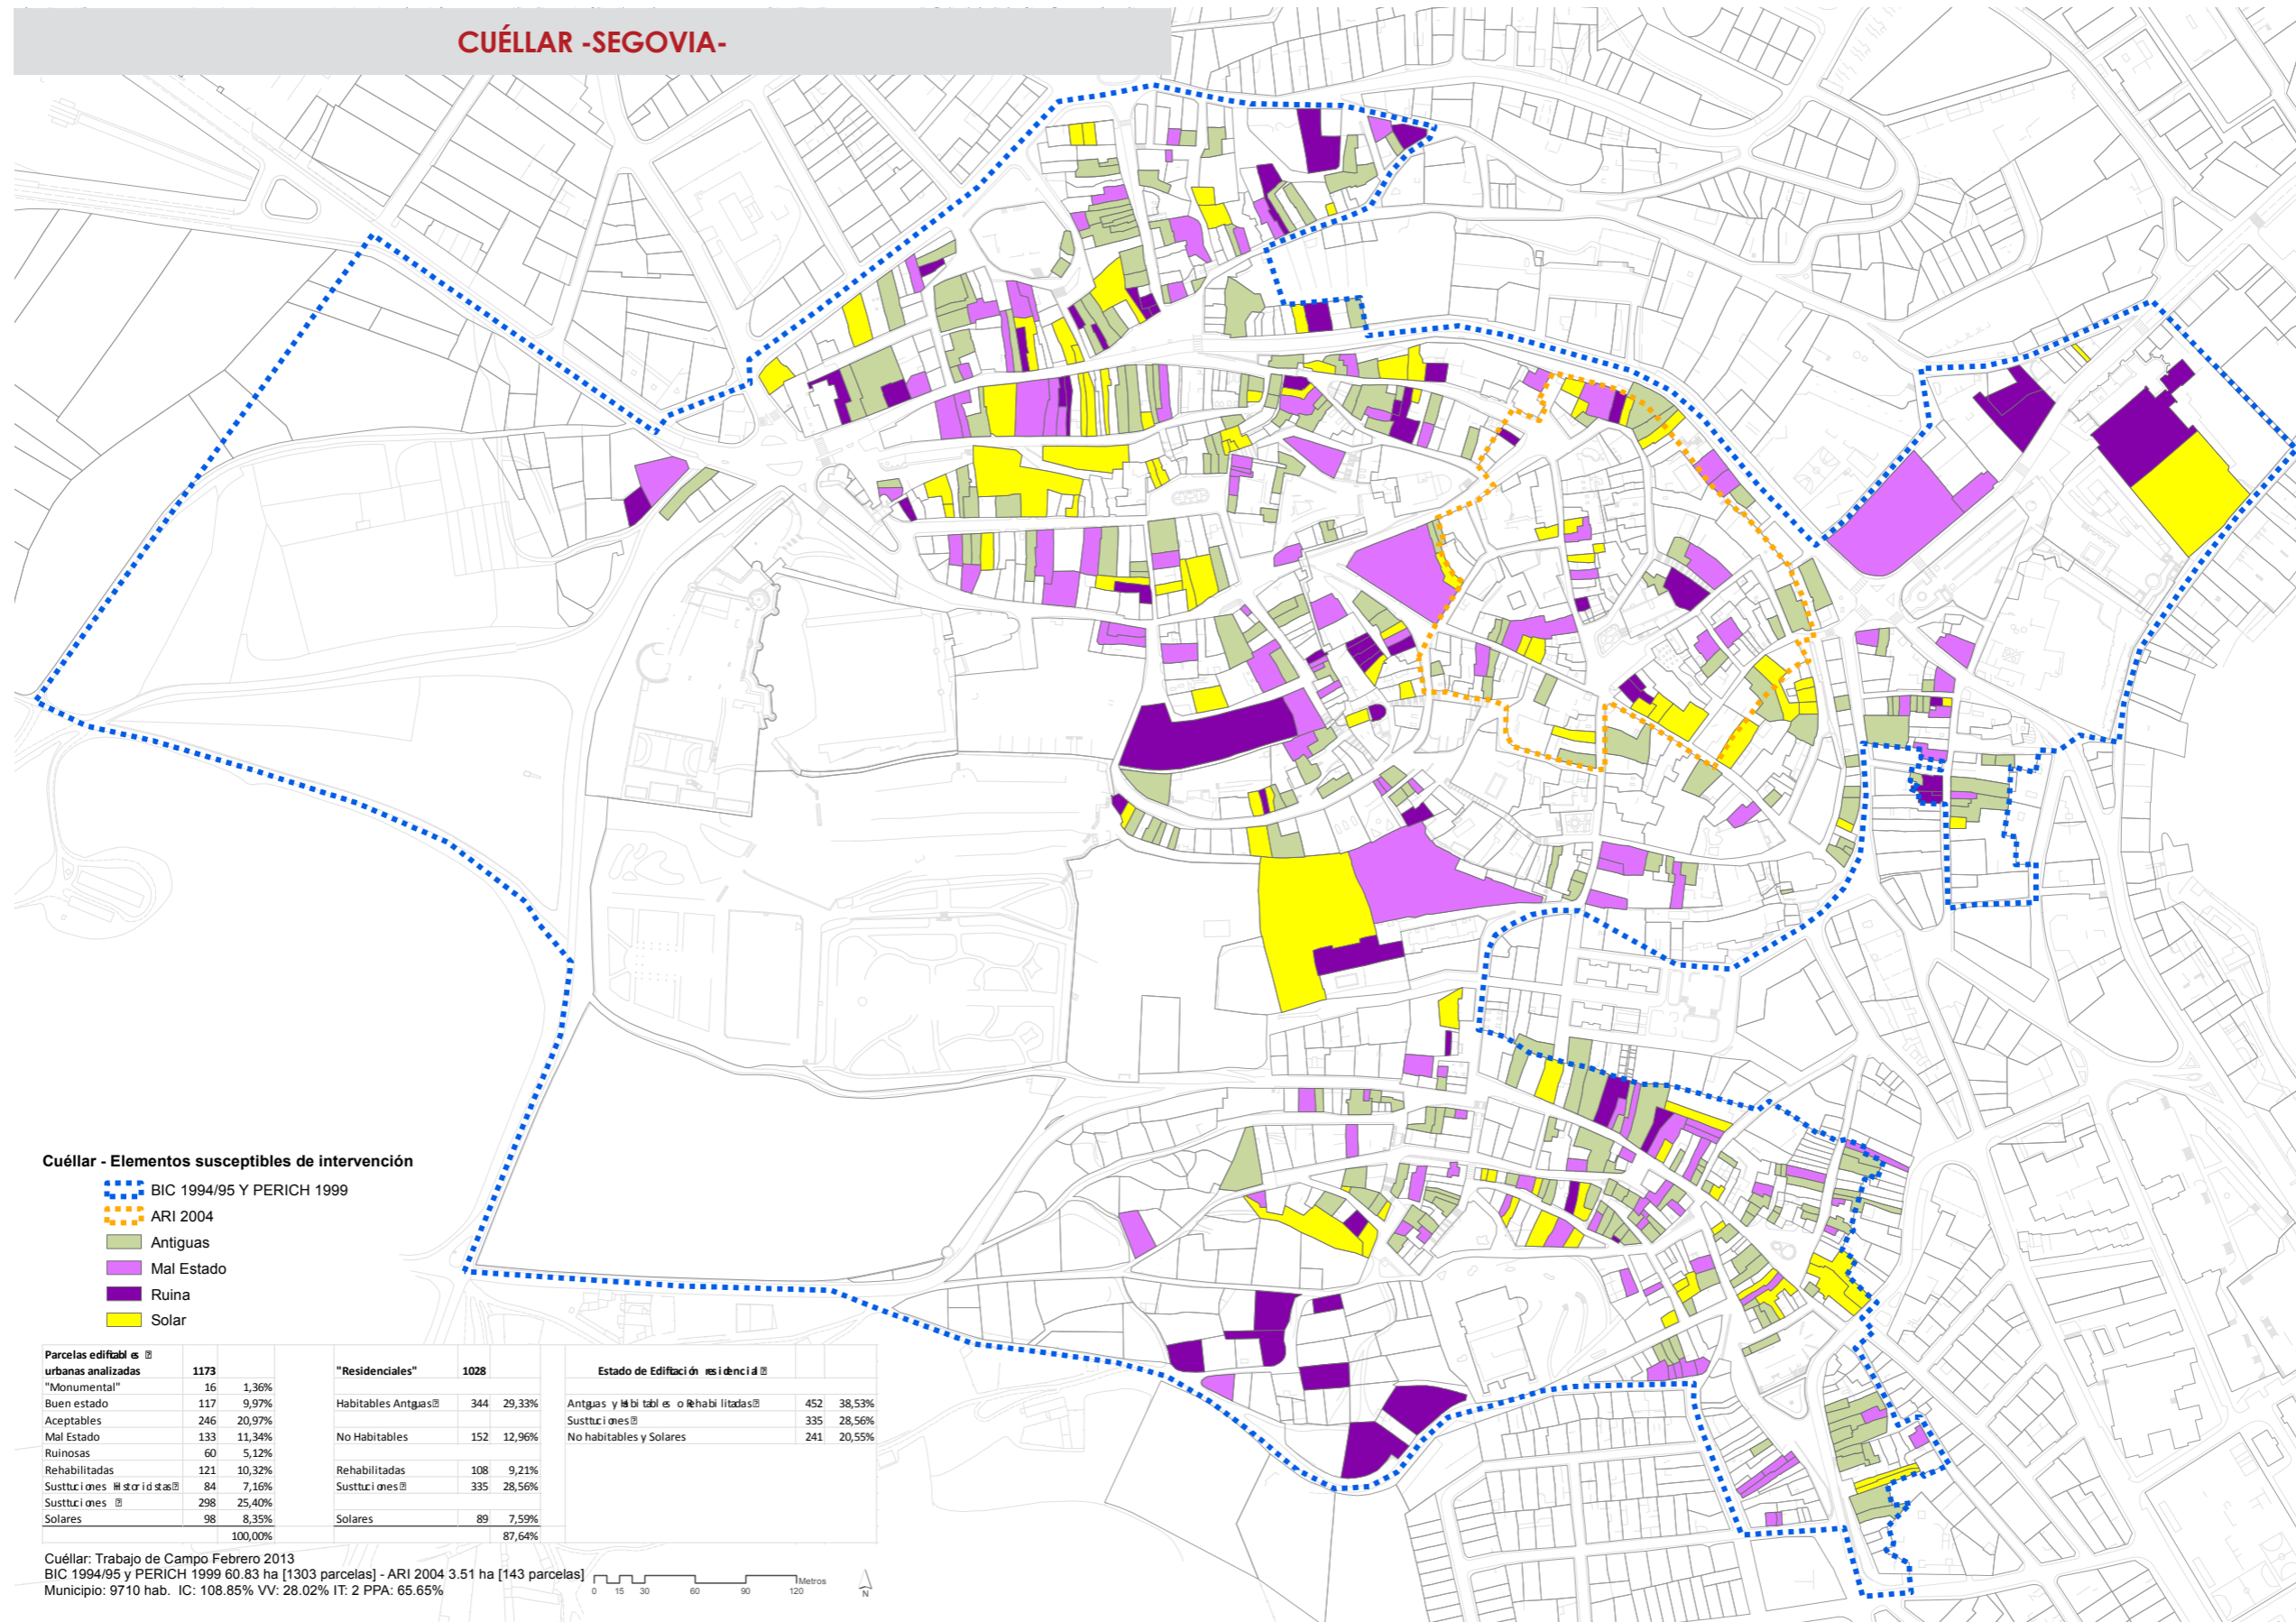 CUÉLLAR -SEGOVIA-
Cuéllar - Elementos susceptibles de intervención
BIC 1994/95 Y PERICH 1999
ARI 2004
Antiguas
Mal Estado
Ruina
Solar
Parcelas edificables
urbanas analizadas 1173 "Residenciales" 1028 Estado de Edificación residencial
"Monumental" 16 1,36%
Buen estado 117 9,97% Habitables Antiguas 344 29,33% Antiguas y Habitables o Rehabilitadas 452 38,53%
Aceptables 246 20,97% Sustituciones 335 28,56%
Mal Estado 133 11,34% No Habitables 152 12,96% No habitables y Solares 241 20,55%
Ruinosas 60 5,12%
Rehabilitadas 121 10,32% Rehabilitadas 108 9,21%
Sustituciones Historicistas 84 7,16% Sustituciones 335 28,56%
Sustituciones 298 25,40%
Solares 98 8,35% Solares 89 7,59%
100,00% 87,64%
Cuéllar: Trabajo de Campo Febrero 2013
BIC 1994/95 y PERICH 1999 60.83 ha [1303 parcelas] - ARI 2004 3.51 ha [143 parcelas]
Municipio: 9710 hab. IC: 108.85% VV: 28.02% IT: 2 PPA: 65.65%
0 15 30 60 90 120 Metros
N